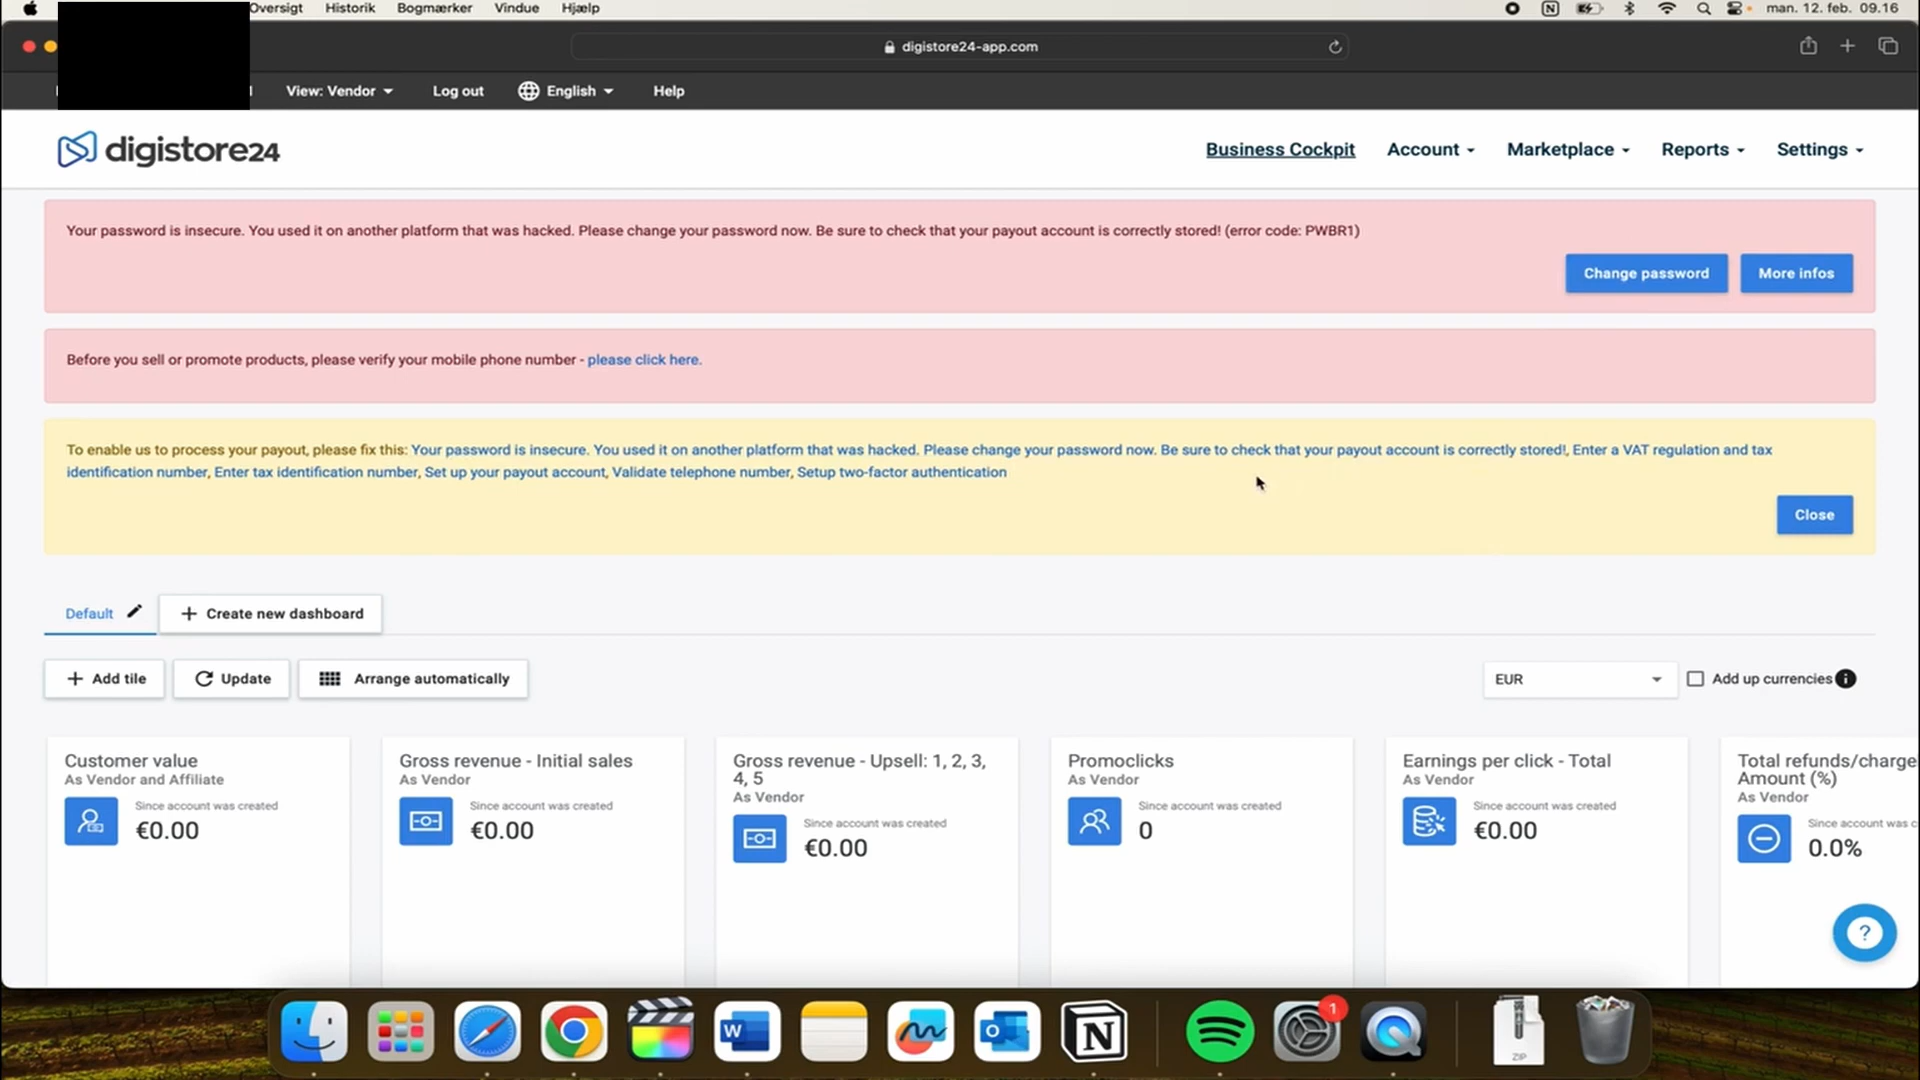 Oversigt Historik Bogmærker Vindue Hjælp man. 12. feb. 09.16
digistore24-app.com
View: Vendor Log out English Help
digistore24 Business Cockpit Account Marketplace Reports Settings
Your password is insecure. You used it on another platform that was hacked. Please change your password now. Be sure to check that your payout account is correctly stored! (error code: PWBR1)
Change password More infos
Before you sell or promote products, please verify your mobile phone number - please click here.
To enable us to process your payout, please fix this: Your password is insecure. You used it on another platform that was hacked. Please change your password now. Be sure to check that your payout account is correctly stored!, Enter a VAT regulation and tax
identification number, Enter tax identification number, Set up your payout account, Validate telephone number, Setup two-factor authentication
Close
Default + Create new dashboard
+ Add tile Update Arrange automatically EUR Add up currencies
Customer value
As Vendor and Affiliate
Since account was created
€0.00
Gross revenue - Initial sales
As Vendor
Since account was created
€0.00
Gross revenue - Upsell: 1, 2, 3,
4, 5
As Vendor
Since account was created
€0.00
Promoclicks
As Vendor
Since account was created
0
Earnings per click - Total
As Vendor
Since account was created
€0.00
Total refunds/charge
Amount (%)
As Vendor
Since account was c
0.0%
?
W
O
N
1
ZIP